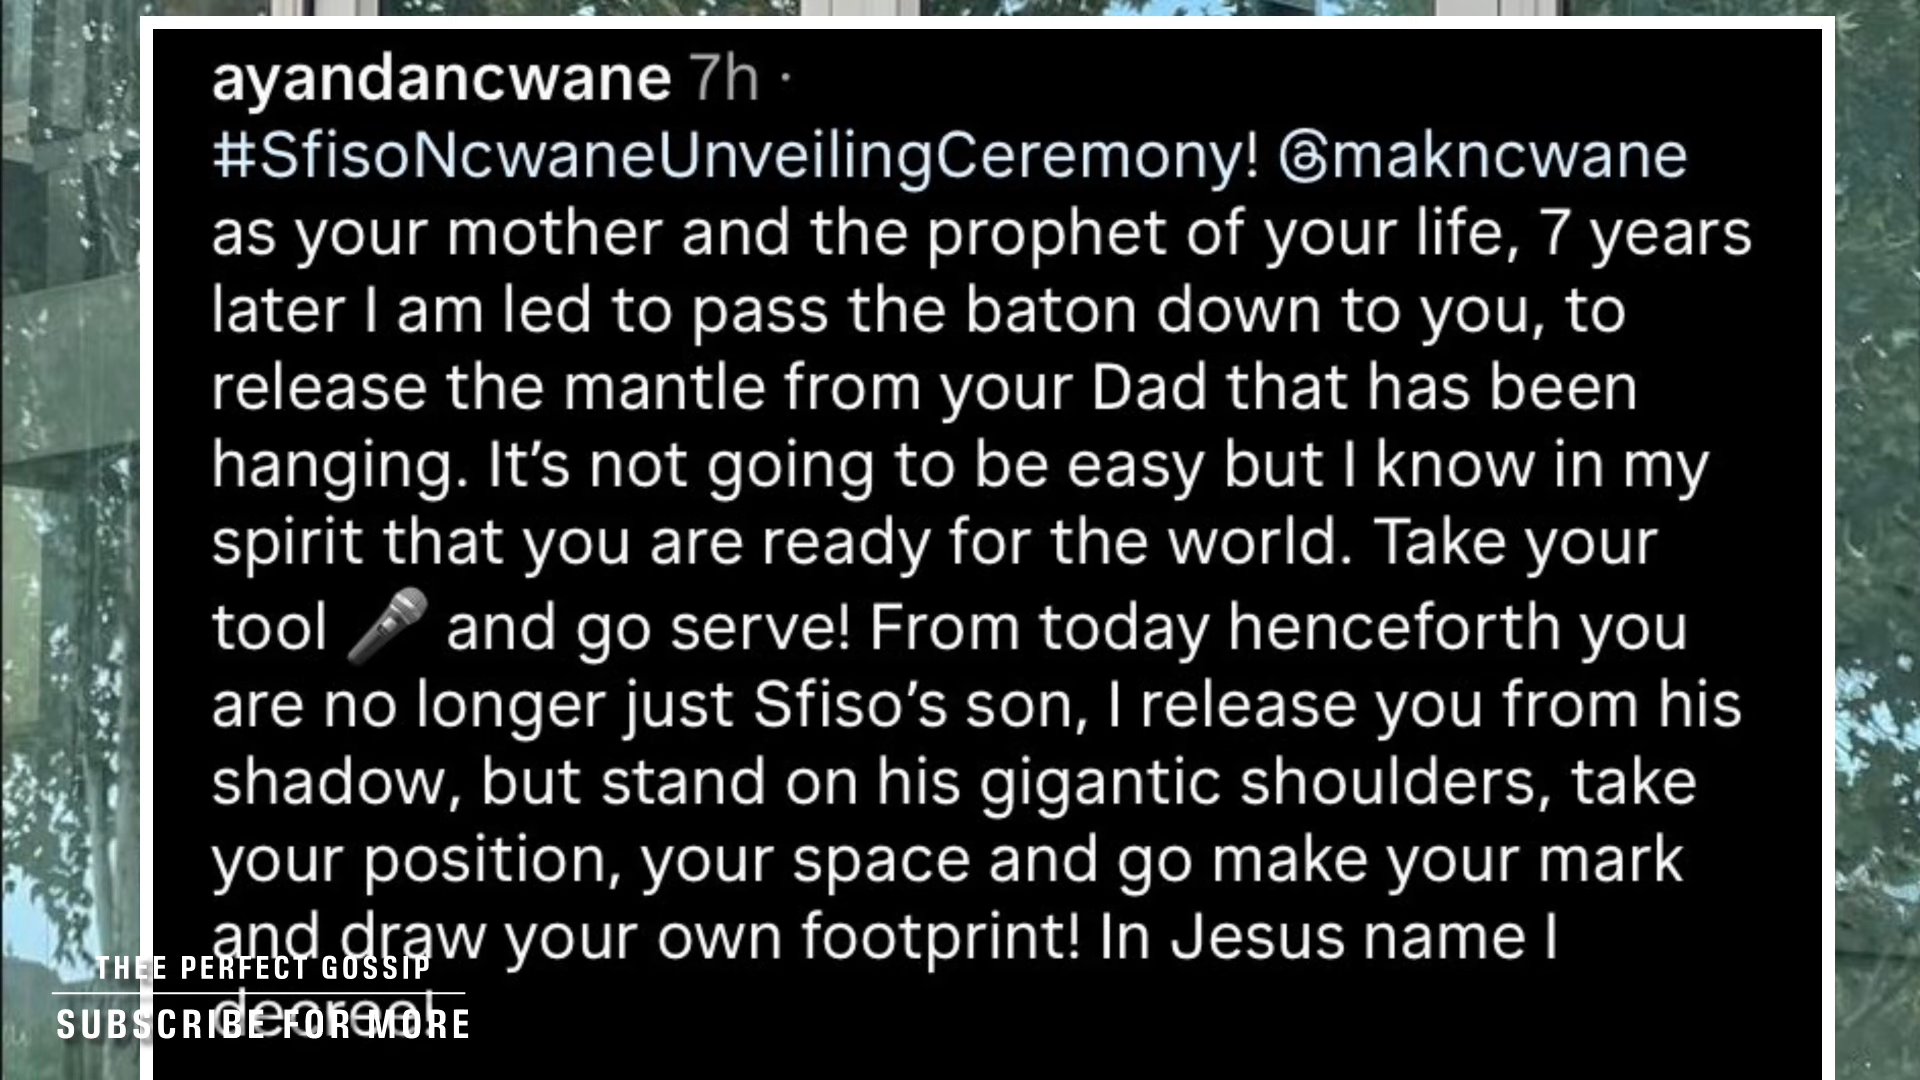 ayandancwane 7h ·
#SfisoNcwaneUnveilingCeremony! @makncwane
as your mother and the prophet of your life, 7 years
later I am led to pass the baton down to you, to
release the mantle from your Dad that has been
hanging. It’s not going to be easy but I know in my
spirit that you are ready for the world. Take your
tool 🎤 and go serve! From today henceforth you
are no longer just Sfiso’s son, I release you from his
shadow, but stand on his gigantic shoulders, take
your position, your space and go make your mark
and draw your own footprint! In Jesus name I
decree!
THEE PERFECT GOSSIP
SUBSCRIBE FOR MORE